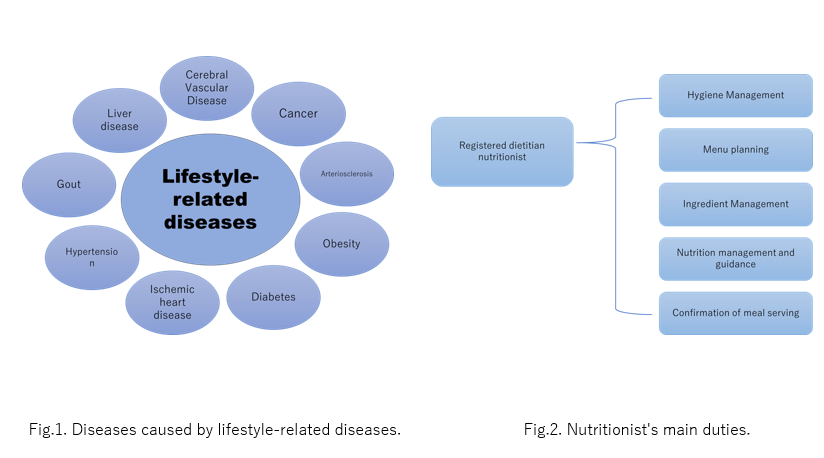 Cerebral
Vascular
Disease
Cancer
Arteriosclerosis
Obesity
Diabetes
Ischemic
heart
disease
Hypertensio
n
Gout
Liver
disease
Lifestyle-
related
diseases
Fig.1. Diseases caused by lifestyle-related diseases.
Registered dietitian
nutritionist
Hygiene Management
Menu planning
Ingredient Management
Nutrition management and
guidance
Confirmation of meal serving
Fig.2. Nutritionist's main duties.